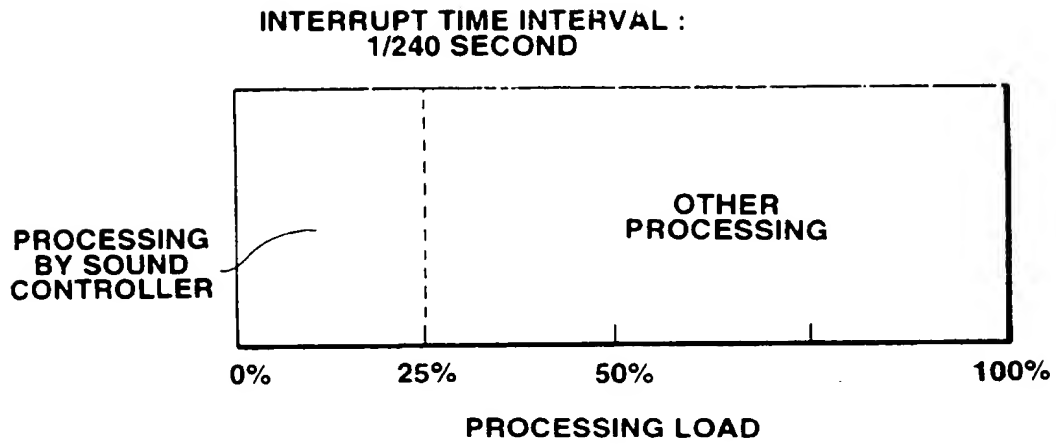 INTERRUPT TIME INTERVAL :
1/240 SECOND
OTHER
PROCESSING
PROCESSING
BY SOUND
CONTROLLER
0% 25% 50% 100%
PROCESSING LOAD